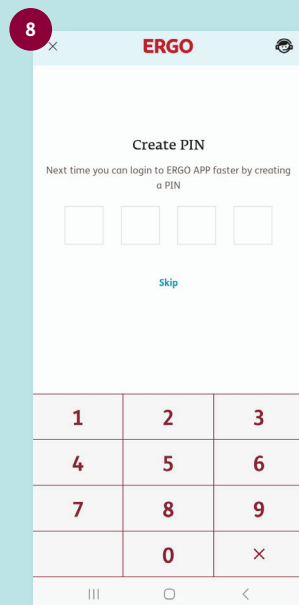 8
ERGO
Create PIN
Next time you can login to ERGO APP faster by creating
a PIN
Skip
1 2 3
4 5 6
7 8 9
0 ×